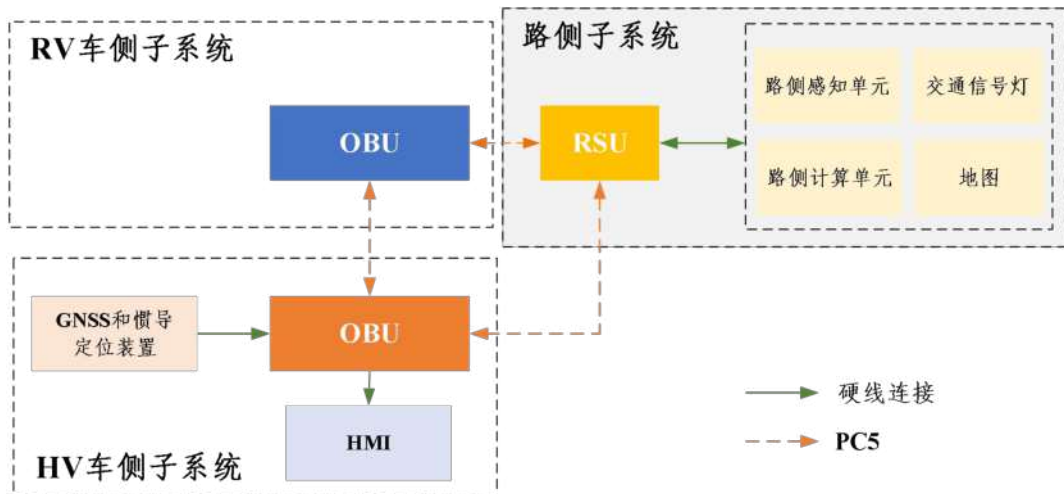 RV车侧子系统
OBU
路侧子系统
RSU
路侧感知单元
交通信号灯
路侧计算单元
地图
GNSS和惯导
定位装置
OBU
HMI
HV车侧子系统
硬线连接
PC5